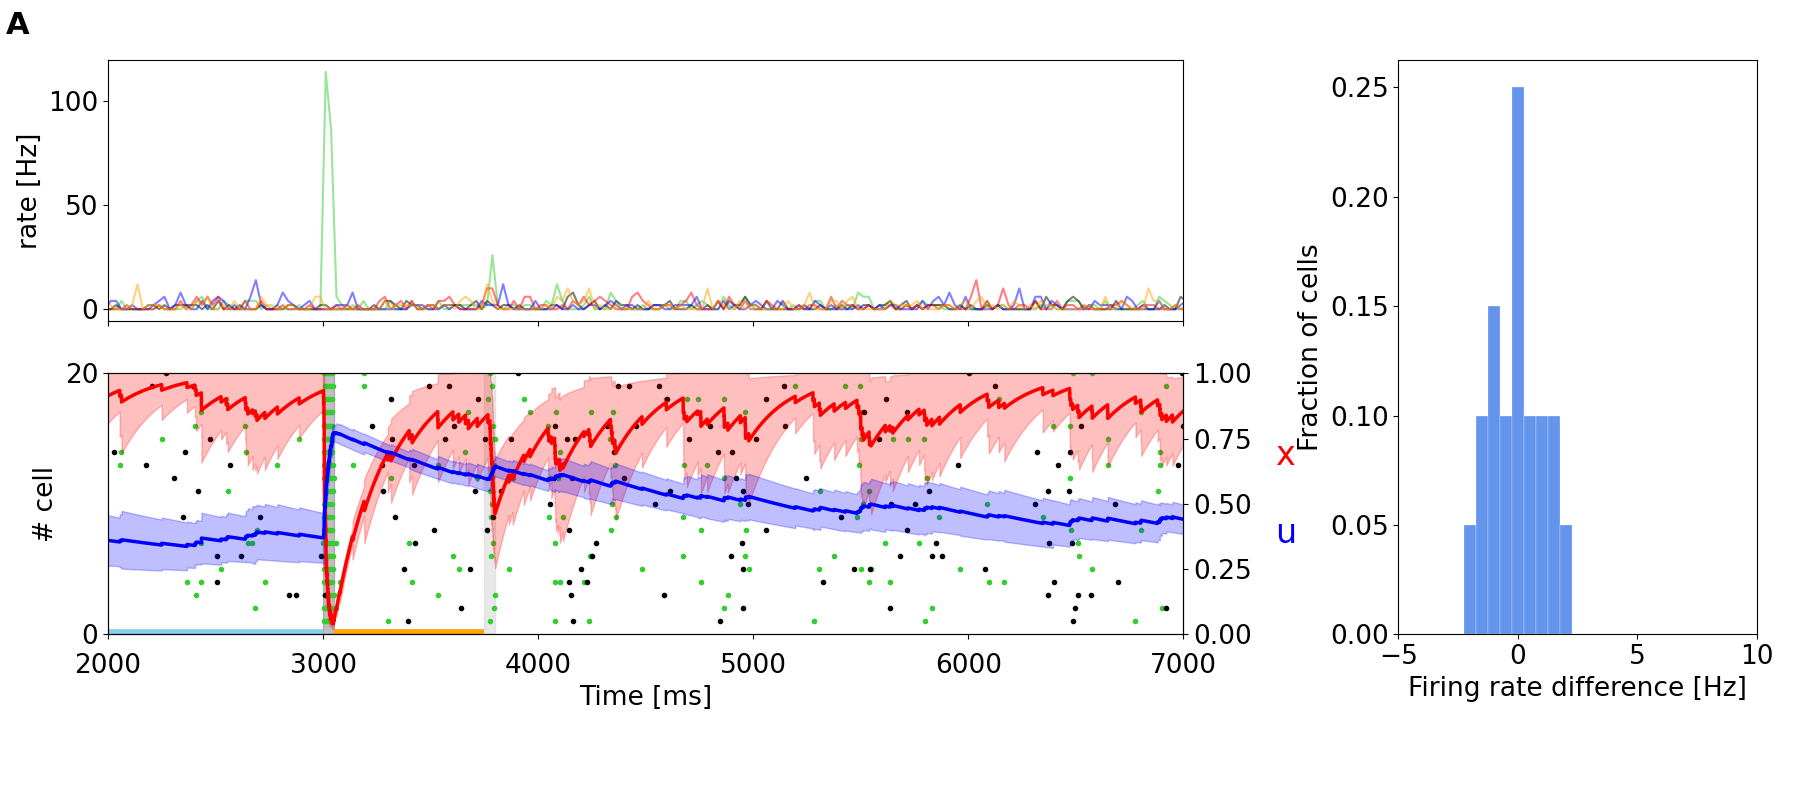 A
rate [Hz]
100
50
0
# cell
20
0
1.00
0.75
0.50
0.25
0.00
x
u
2000 3000 4000 5000 6000 7000
Time [ms]
Fraction of cells
0.25
0.20
0.15
0.10
0.05
0.00
−5 0 5 10
Firing rate difference [Hz]